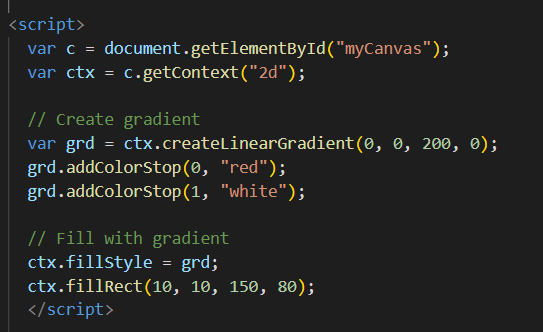 <script>
var c = document.getElementById("myCanvas");
var ctx = c.getContext("2d");
// Create gradient
var grd = ctx.createLinearGradient(0, 0, 200, 0);
grd.addColorStop(0, "red");
grd.addColorStop(1, "white");
// Fill with gradient
ctx.fillStyle = grd;
ctx.fillRect(10, 10, 150, 80);
</script>